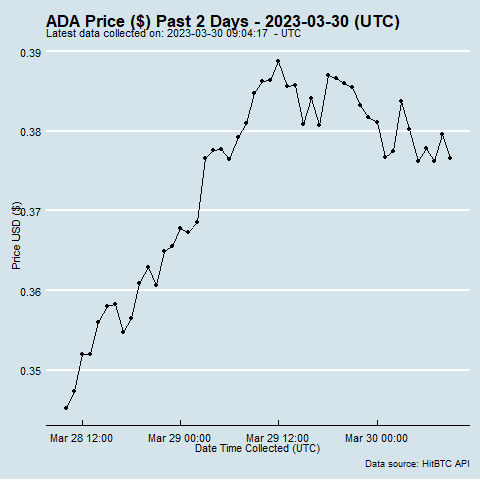 ADA Price ($) Past 2 Days - 2023-03-30 (UTC)
Latest data collected on: 2023-03-30 09:04:17  - UTC
0.39
0.38
0.37
0.36
0.35
Price USD ($)
Mar 28 12:00
Mar 29 00:00
Mar 29 12:00
Mar 30 00:00
Date Time Collected (UTC)
Data source: HitBTC API